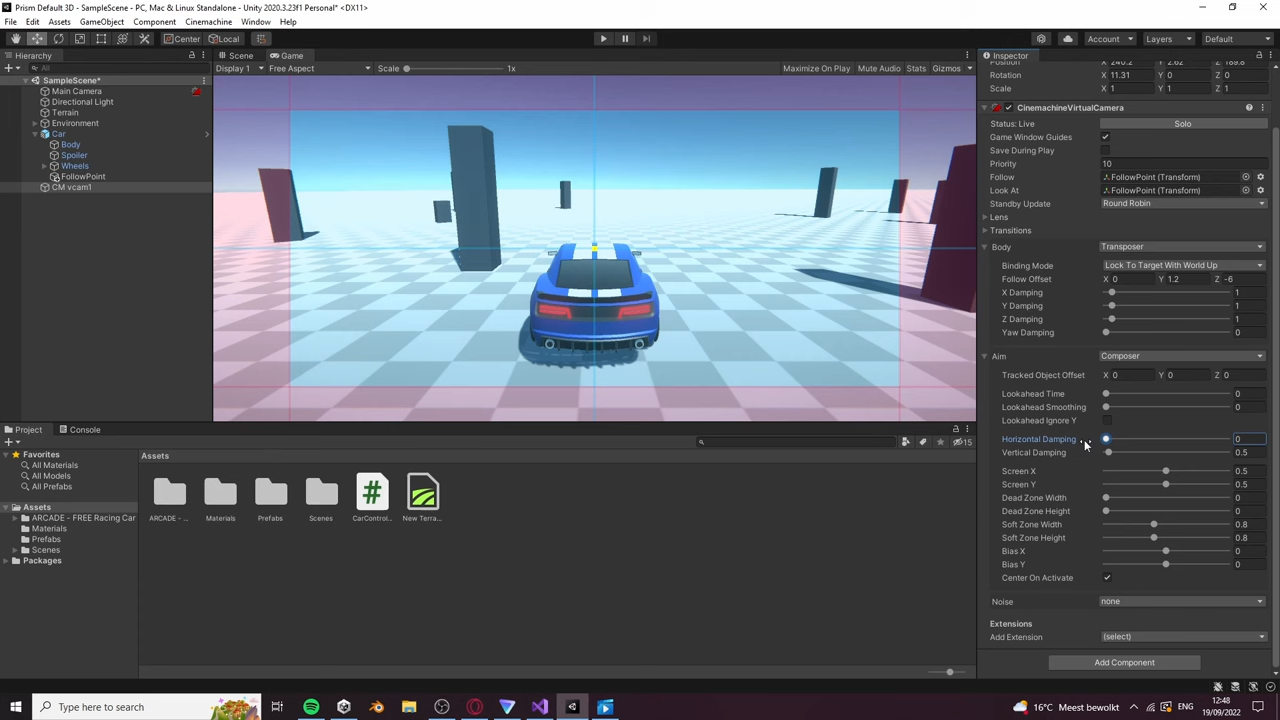 Prism Default 3D - SampleScene - PC, Mac & Linux Standalone - Unity 2020.3.23f1 Personal* <DX11>
File Edit Assets GameObject Component Cinemachine Window Help
Center Local Account Layers Default
Hierarchy
All
SampleScene*
Main Camera
Directional Light
Terrain
Environment
Car
Body
Spoiler
Wheels
FollowPoint
CM vcam1
Scene Game
Display 1 Free Aspect Scale 1x Maximize On Play Mute Audio Stats Gizmos
Project Console
15
Favorites
All Materials
All Models
All Prefabs
Assets
ARCADE - FREE Racing Car
Materials
Prefabs
Scenes
Packages
Assets
ARCADE - ... Materials Prefabs Scenes CarControl... New Terra...
Inspector
Position X 240.2 Y 2.62 Z 189.8
Rotation X 11.31 Y 0 Z 0
Scale X 1 Y 1 Z 1
CinemachineVirtualCamera
Status: Live Solo
Game Window Guides
Save During Play
Priority 10
Follow FollowPoint (Transform)
Look At FollowPoint (Transform)
Standby Update Round Robin
Lens
Transitions
Body Transposer
Binding Mode Lock To Target With World Up
Follow Offset X 0 Y 1.2 Z -6
X Damping 1
Y Damping 1
Z Damping 1
Yaw Damping 0
Aim Composer
Tracked Object Offset X 0 Y 0 Z 0
Lookahead Time 0
Lookahead Smoothing 0
Lookahead Ignore Y
Horizontal Damping 0
Vertical Damping 0.5
Screen X 0.5
Screen Y 0.5
Dead Zone Width 0
Dead Zone Height 0
Soft Zone Width 0.8
Soft Zone Height 0.8
Bias X 0
Bias Y 0
Center On Activate
Noise none
Extensions
Add Extension (select)
Add Component
Type here to search
16°C Meest bewolkt ENG 12:48
19/09/2022